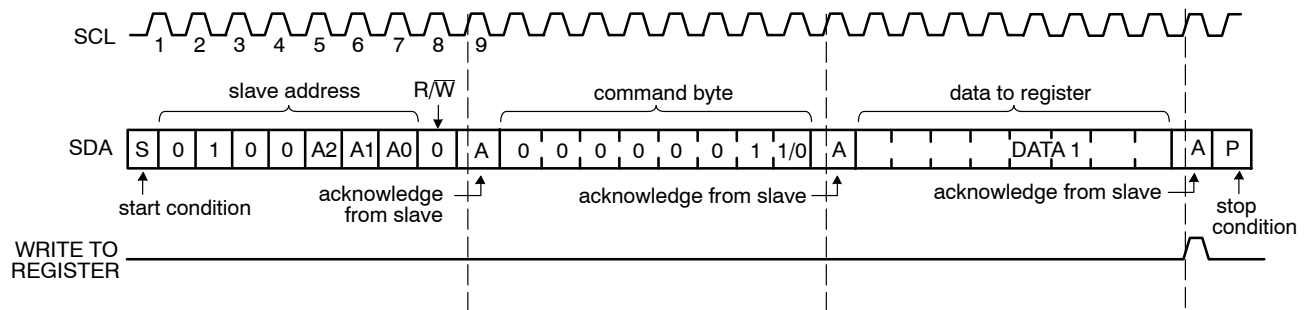 SCL
1 2 3 4 5 6 7 8 9
slave address
R/W̅
command byte
data to register
SDA
S 0 1 0 0 A2 A1 A0 0 A 0 0 0 0 0 0 1 1/0 A DATA 1 A P
start condition
acknowledge
from slave
acknowledge from slave
acknowledge from slave
stop
condition
WRITE TO
REGISTER